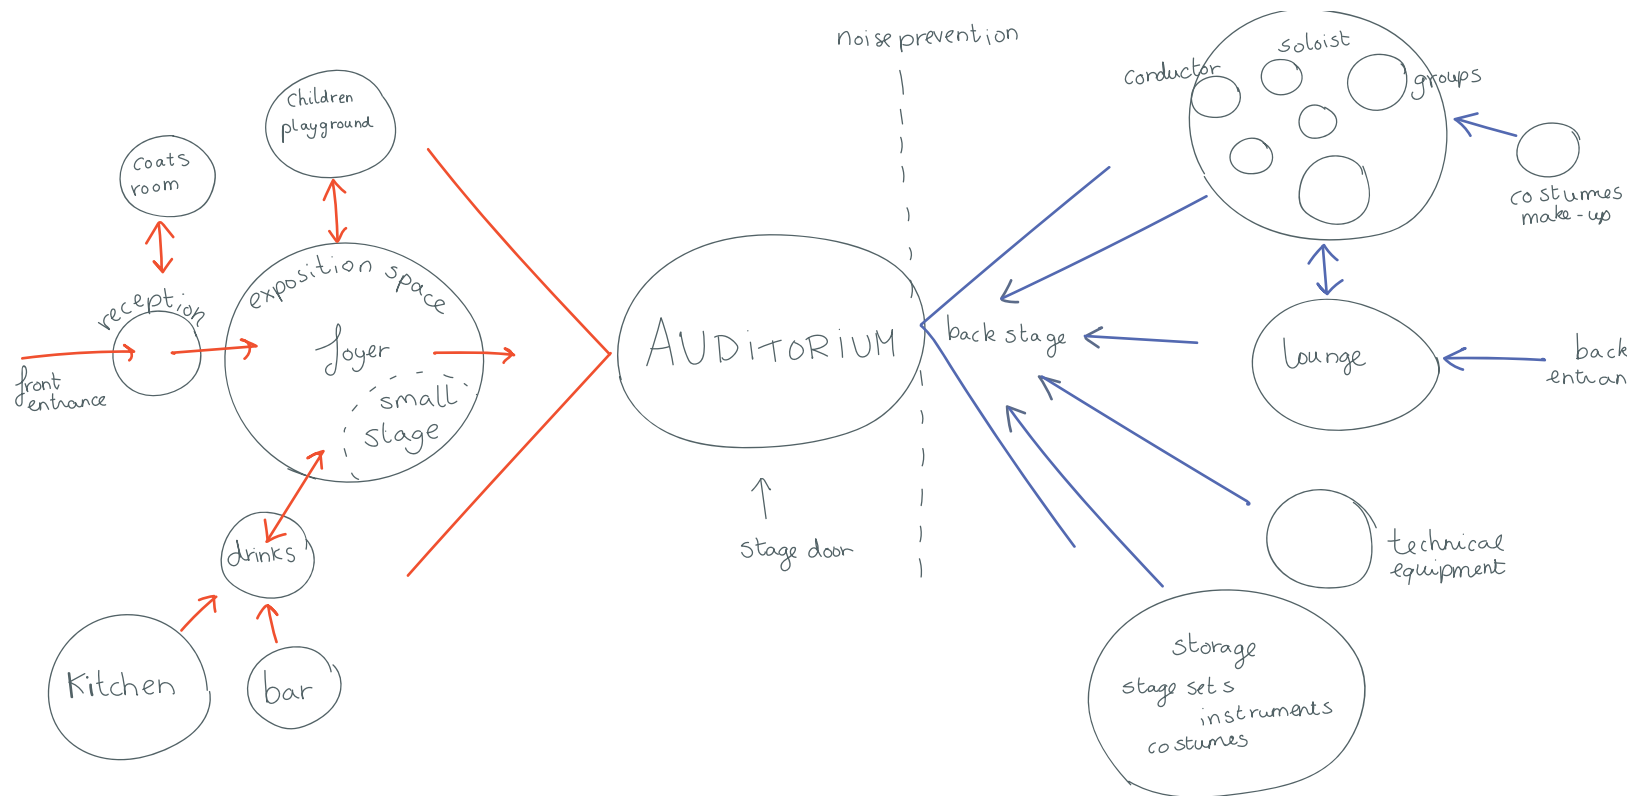 noise prevention
soloist
conductor
groups
children
playground
coats
room
costumes
make-up
exposition space
reception
foyer
AUDITORIUM
back stage
lounge
back
entran
front
entrance
small
stage
stage door
drinks
technical
equipment
storage
stage sets
instruments
costumes
Kitchen
bar